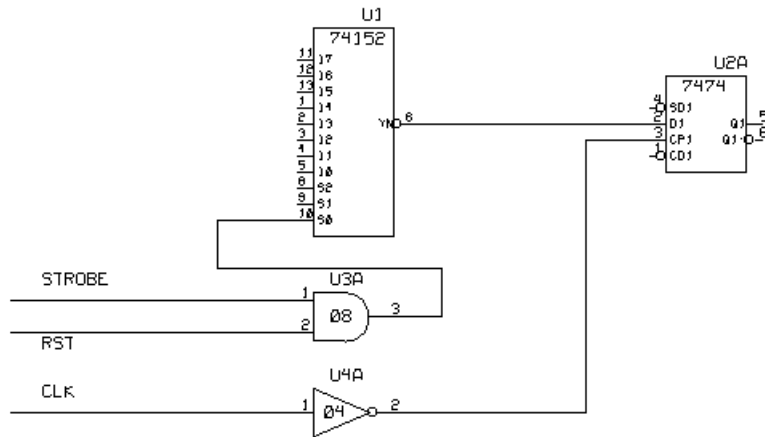 U1
74152
11 I7
12 I6
13 I5
1 I4
2 I3
3 I2
4 I1
5 I0
8 S2
9 S1
10 S0
YN 6
U2A
7474
4 SD1
2 D1
3 CP1
1 CD1
Q1 5
Q1 6
STROBE
RST
U3A
1
2
08
3
CLK
U4A
1
04
2